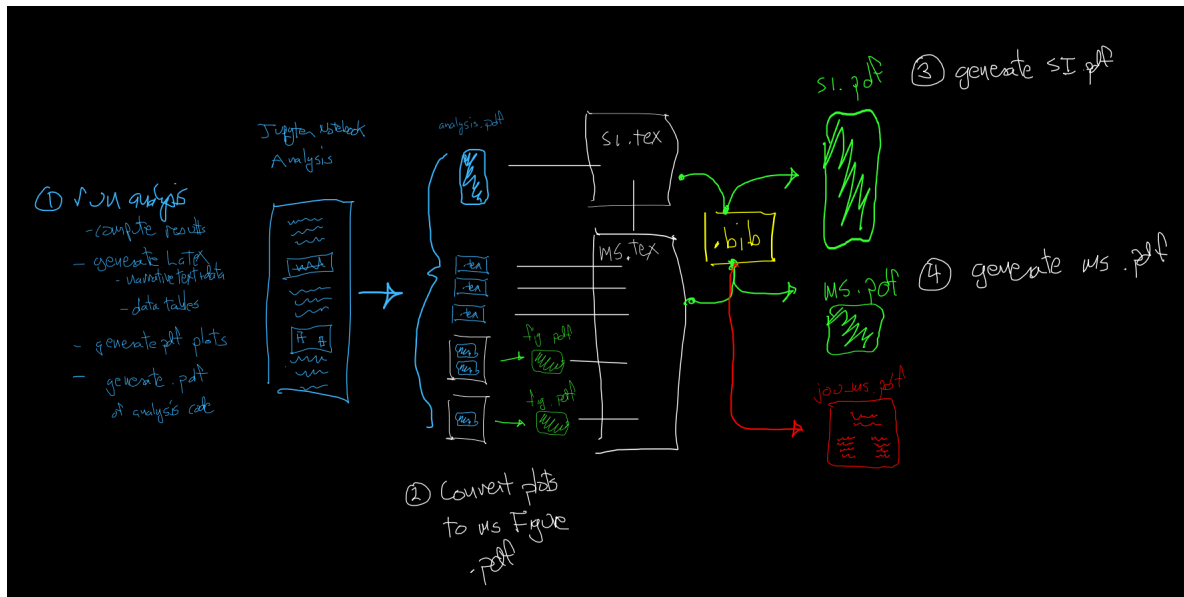 ① run analysis
- compute results
- generate Latex
- narrative text data
- data tables
- generate pdf plots
- generate .pdf
of analysis code
Jupyter Notebook
Analysis
analysis.pdf
.tex
.tex
.tex
fig.pdf
fig.pdf
② Convert plots
to ms Figure
.pdf
SI.tex
ms.tex
.bib
SI.pdf
③ generate SI.pdf
ms.pdf
④ generate ms.pdf